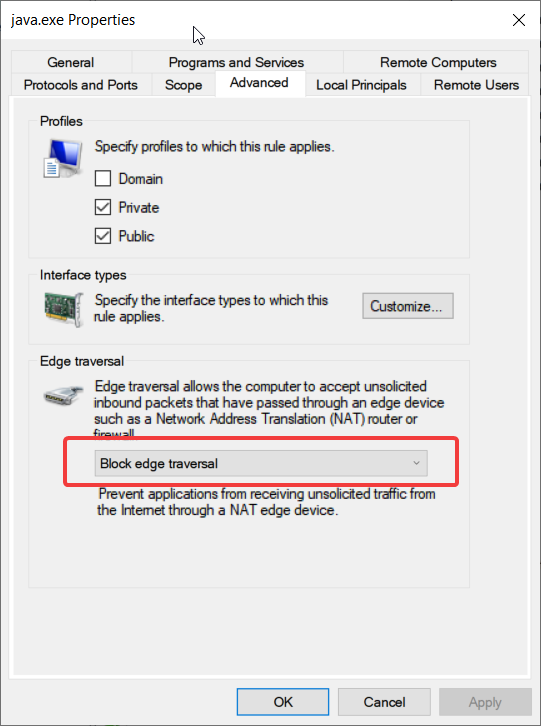 java.exe Properties
General
Programs and Services
Remote Computers
Protocols and Ports
Scope
Advanced
Local Principals
Remote Users
Profiles
Specify profiles to which this rule applies.
Domain
Private
Public
Interface types
Specify the interface types to which this
rule applies.
Customize...
Edge traversal
Edge traversal allows the computer to accept unsolicited
inbound packets that have passed through an edge device
such as a Network Address Translation (NAT) router or
firewall.
Block edge traversal
Prevent applications from receiving unsolicited traffic from
the Internet through a NAT edge device.
OK
Cancel
Apply